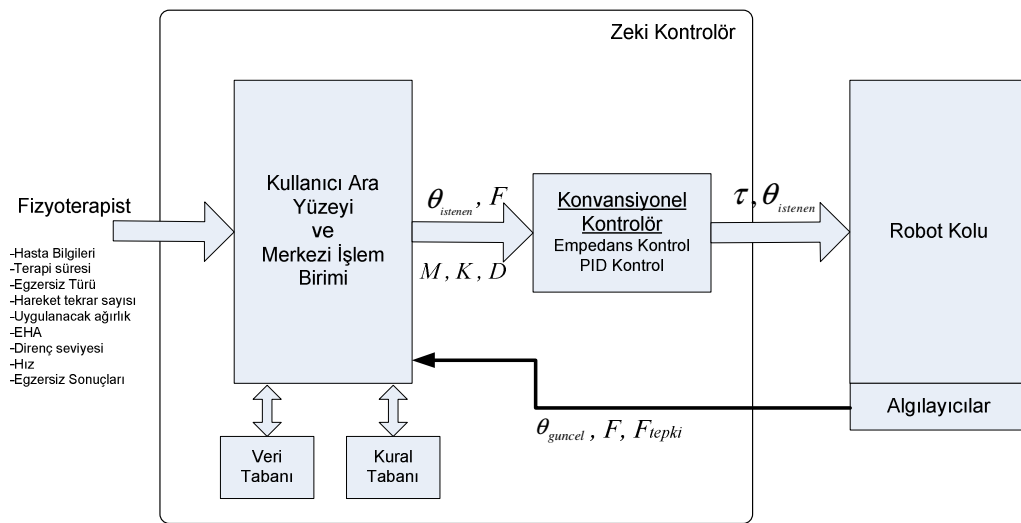 Zeki Kontrolör
Fizyoterapist
-Hasta Bilgileri
-Terapi süresi
-Egzersiz Türü
-Hareket tekrar sayısı
-Uygulanacak ağırlık
-EHA
-Direnç seviyesi
-Hız
-Egzersiz Sonuçları
Kullanıcı Ara
Yüzeyi
ve
Merkezi İşlem
Birimi
θistenen , F
M , K , D
Konvansiyonel
Kontrolör
Empedans Kontrol
PID Kontrol
τ,θistenen
Robot Kolu
Algılayıcılar
θguncel , F, Ftepki
Veri
Tabanı
Kural
Tabanı